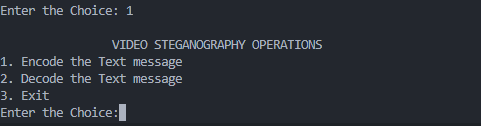 Enter the Choice: 1
VIDEO STEGANOGRAPHY OPERATIONS
1. Encode the Text message
2. Decode the Text message
3. Exit
Enter the Choice: